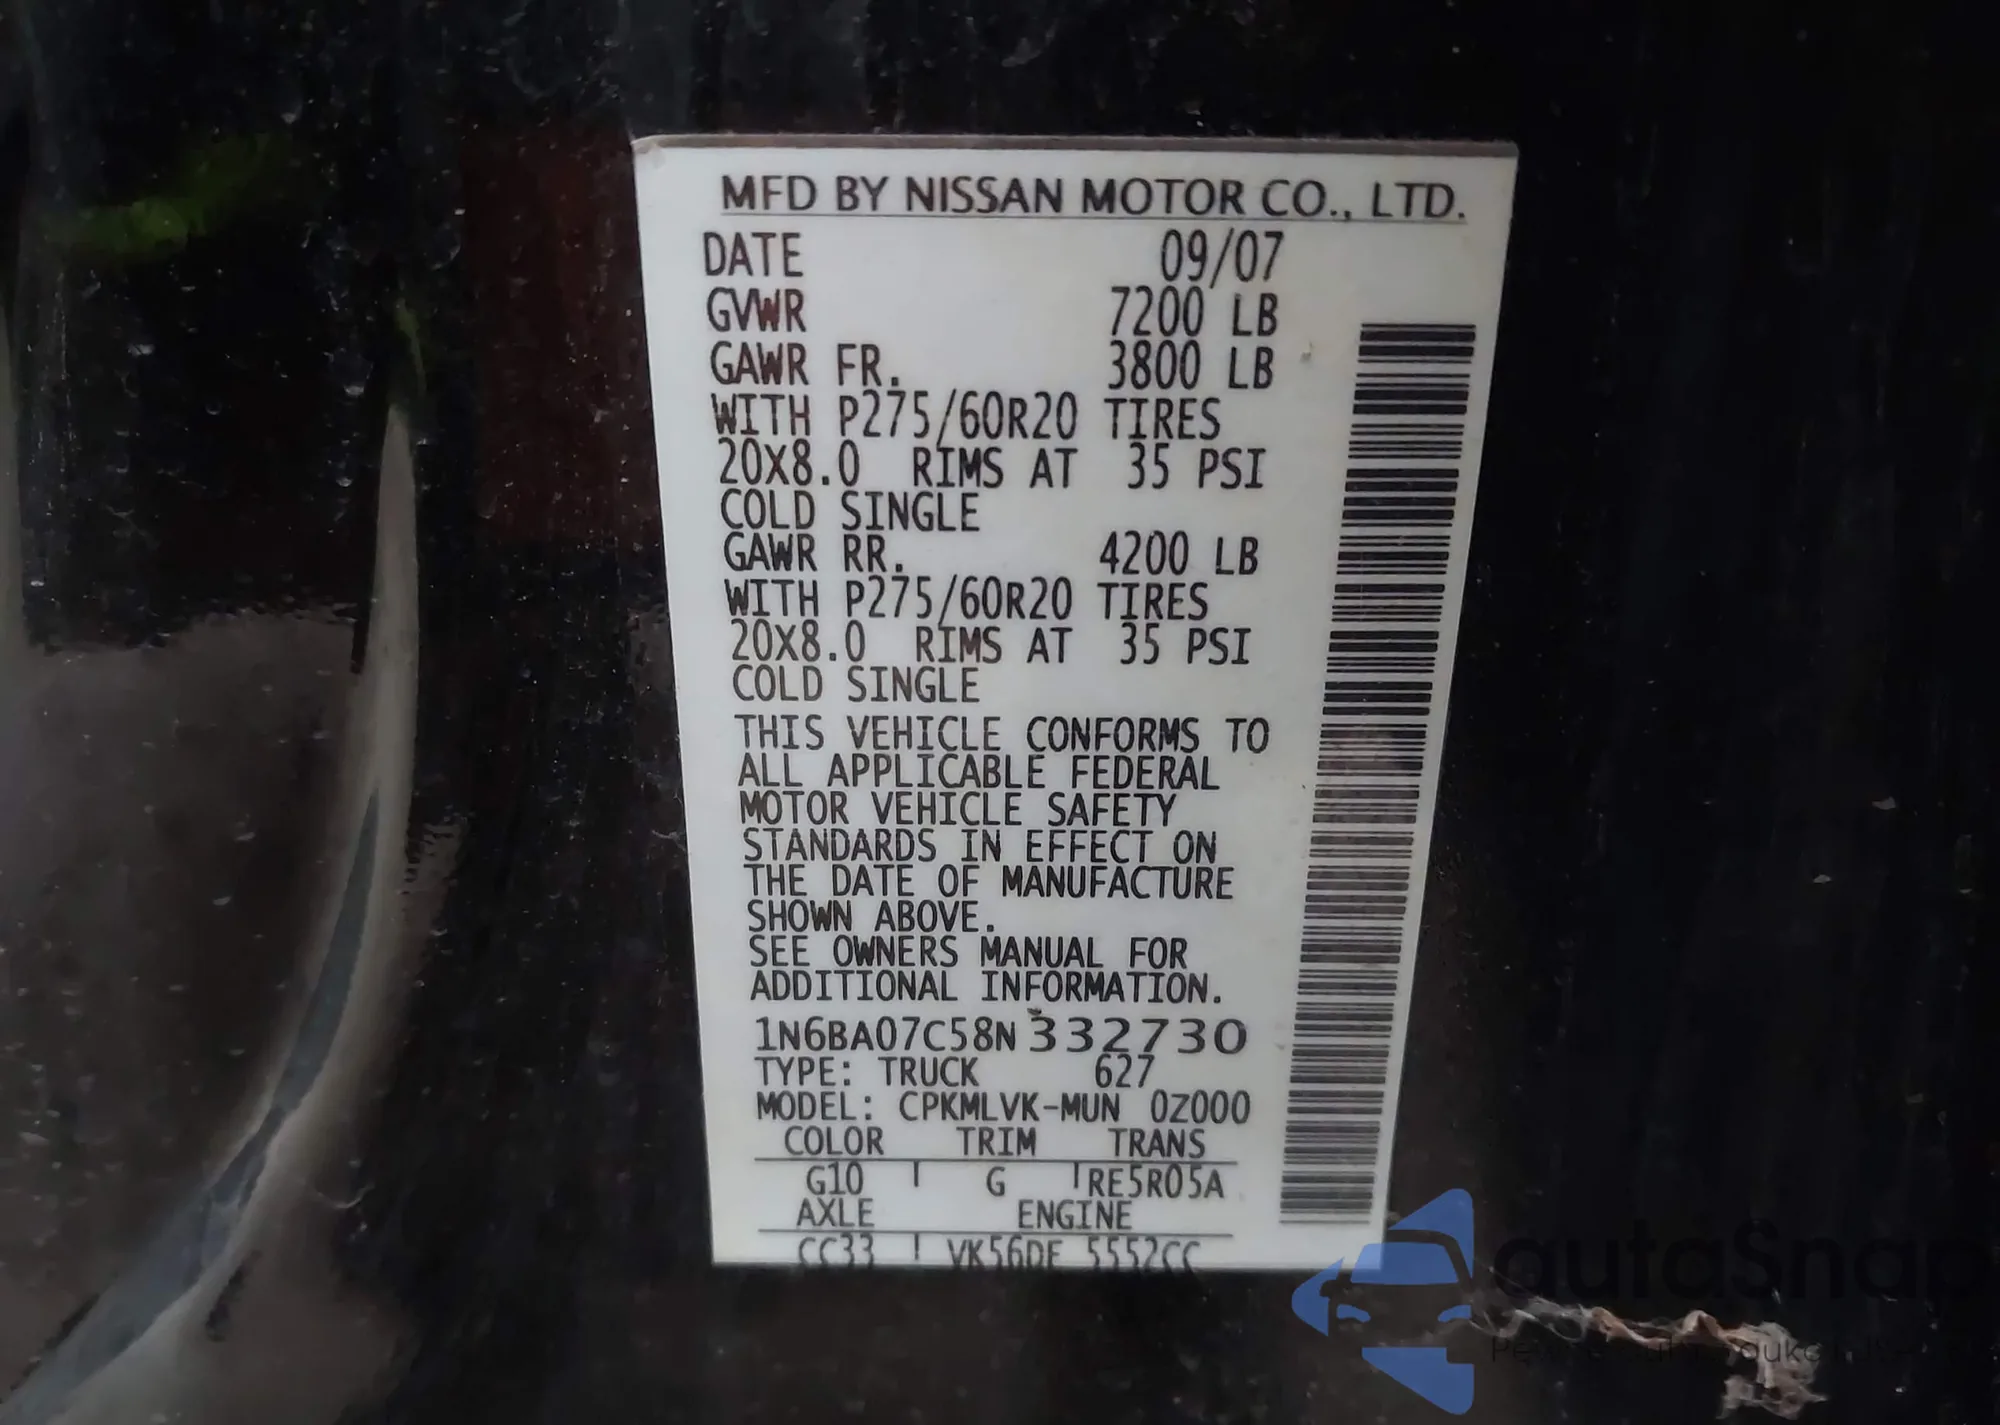 MFD BY NISSAN MOTOR CO., LTD.
DATE 09/07
GVWR 7200 LB
GAWR FR. 3800 LB
WITH P275/60R20 TIRES
20X8.0 RIMS AT 35 PSI
COLD SINGLE
GAWR RR. 4200 LB
WITH P275/60R20 TIRES
20X8.0 RIMS AT 35 PSI
COLD SINGLE
THIS VEHICLE CONFORMS TO
ALL APPLICABLE FEDERAL
MOTOR VEHICLE SAFETY
STANDARDS IN EFFECT ON
THE DATE OF MANUFACTURE
SHOWN ABOVE.
SEE OWNERS MANUAL FOR
ADDITIONAL INFORMATION.
1N6BA07C58N332730
TYPE: TRUCK 627
MODEL: CPKMLVK-MUN 0Z000
COLOR TRIM TRANS
G10 G RE5R05A
AXLE ENGINE
CC33 VK56DE 5552CC
autoSnap